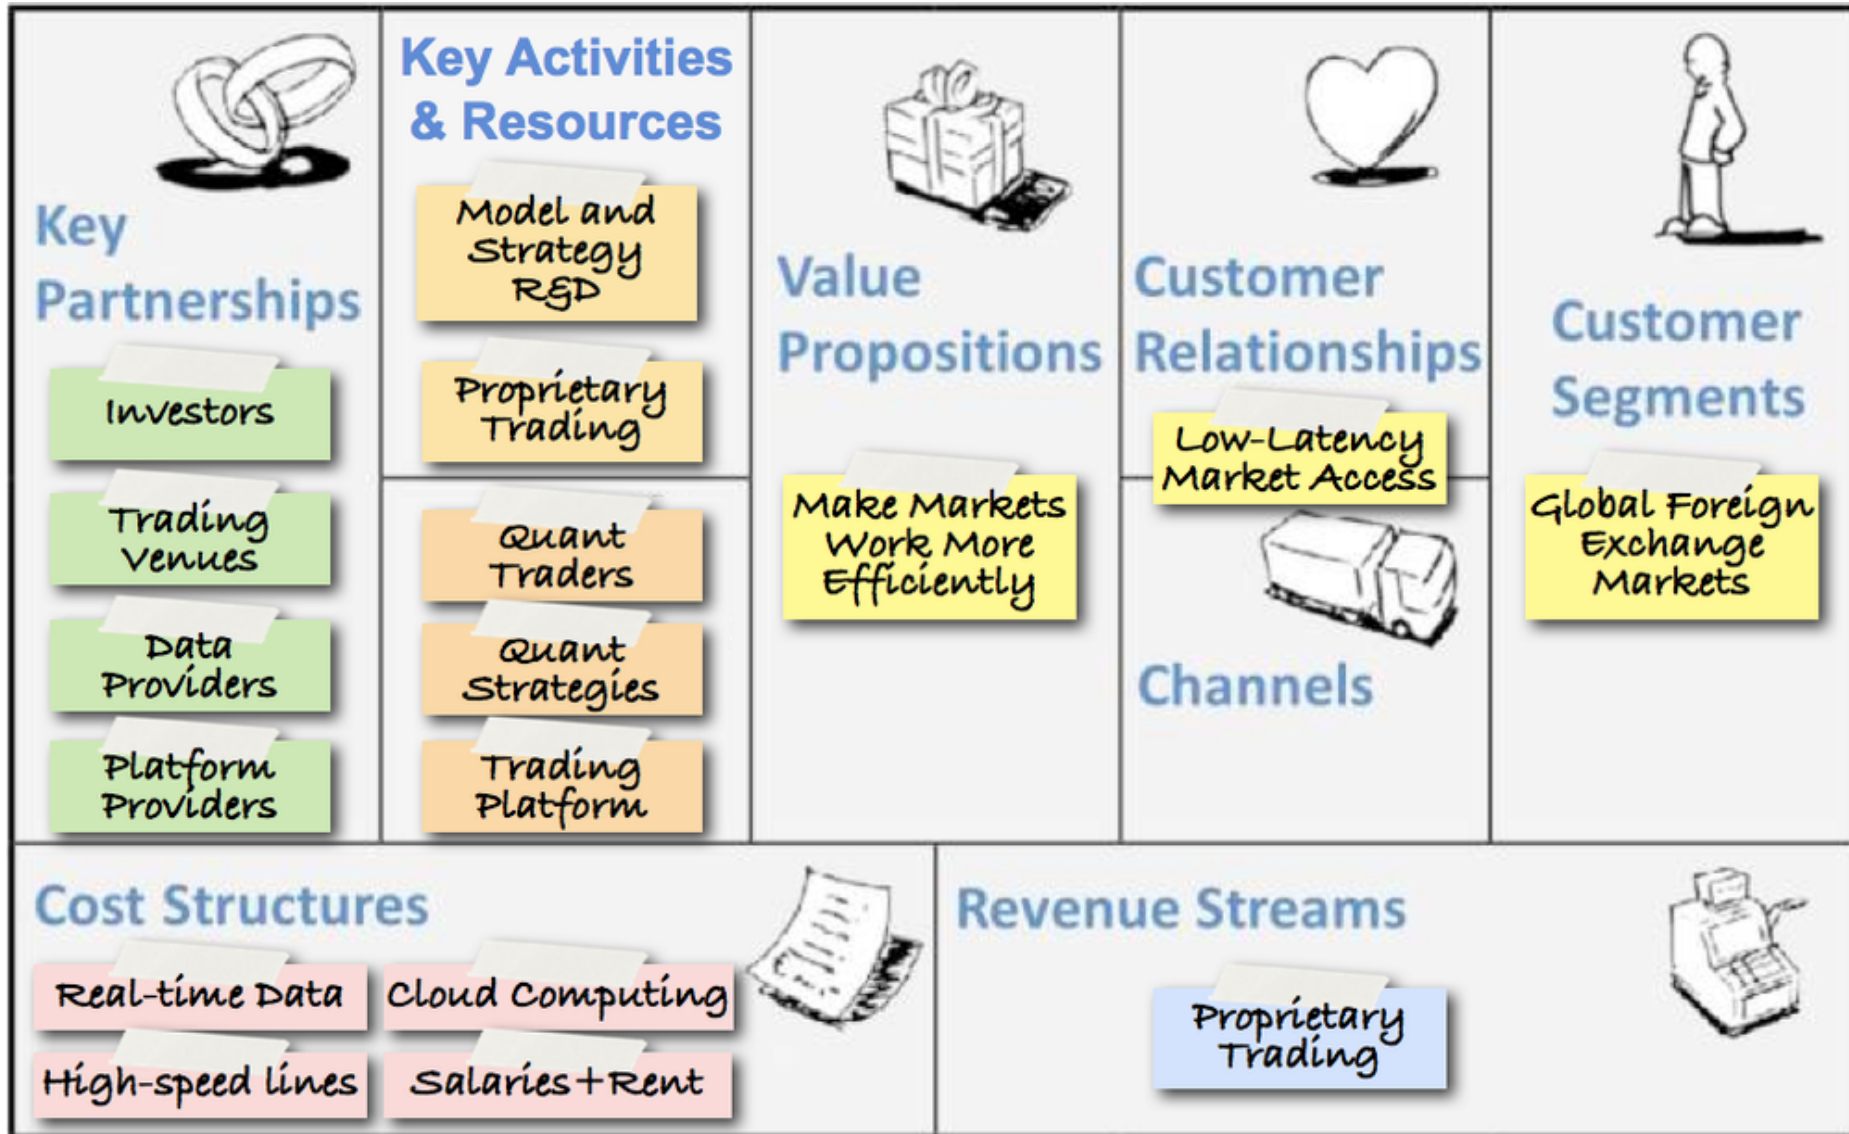 Key
Partnerships
Investors
Trading
Venues
Data
Providers
Platform
Providers
Key Activities
& Resources
Model and
Strategy
R&D
Proprietary
Trading
Quant
Traders
Quant
Strategies
Trading
Platform
Value
Propositions
Make Markets
Work More
Efficiently
Customer
Relationships
Low-Latency
Market Access
Channels
Customer
Segments
Global Foreign
Exchange
Markets
Cost Structures
Real-time Data
Cloud Computing
High-speed lines
Salaries+Rent
Revenue Streams
Proprietary
Trading